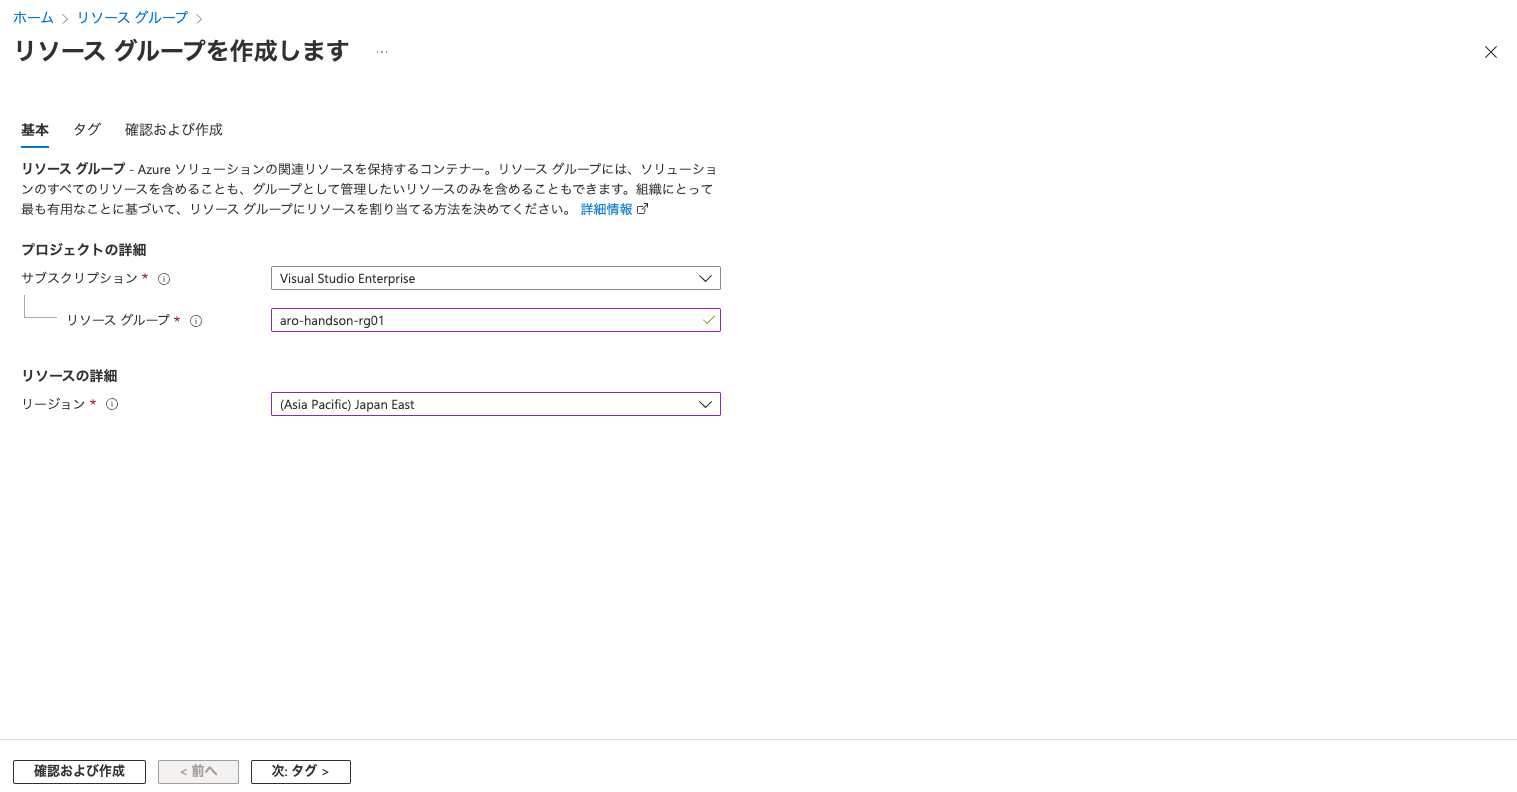 ホーム > リソース グループ >
リソース グループを作成します ...
基本 タグ 確認および作成
リソース グループ - Azure ソリューションの関連リソースを保持するコンテナー。リソース グループには、ソリューショ
ンのすべてのリソースを含めることも、グループとして管理したいリソースのみを含めることもできます。組織にとって
最も有用なことに基づいて、リソース グループにリソースを割り当てる方法を決めてください。 詳細情報
プロジェクトの詳細
サブスクリプション * Visual Studio Enterprise
リソース グループ * aro-handson-rg01
リソースの詳細
リージョン * (Asia Pacific) Japan East
確認および作成 < 前へ 次: タグ >